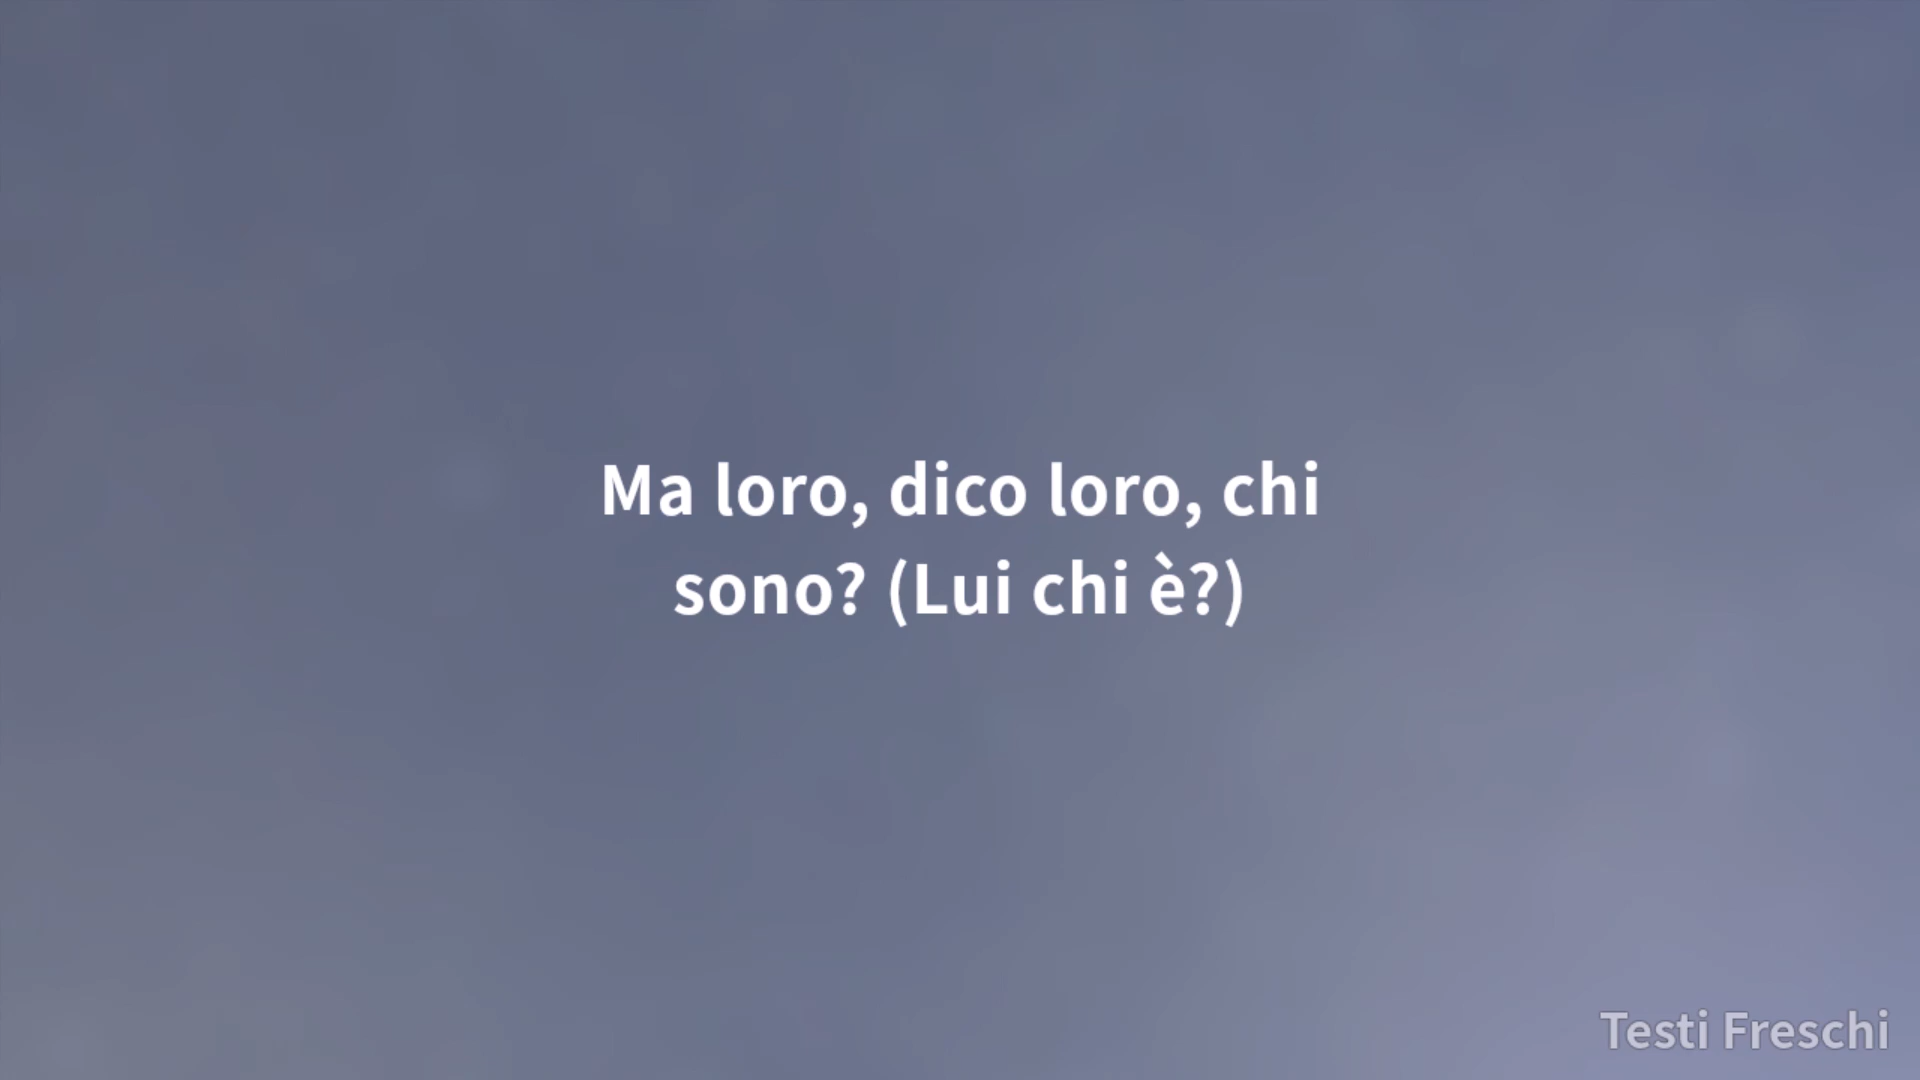 Ma loro, dico loro, chi
sono? (Lui chi è?)
Testi Freschi